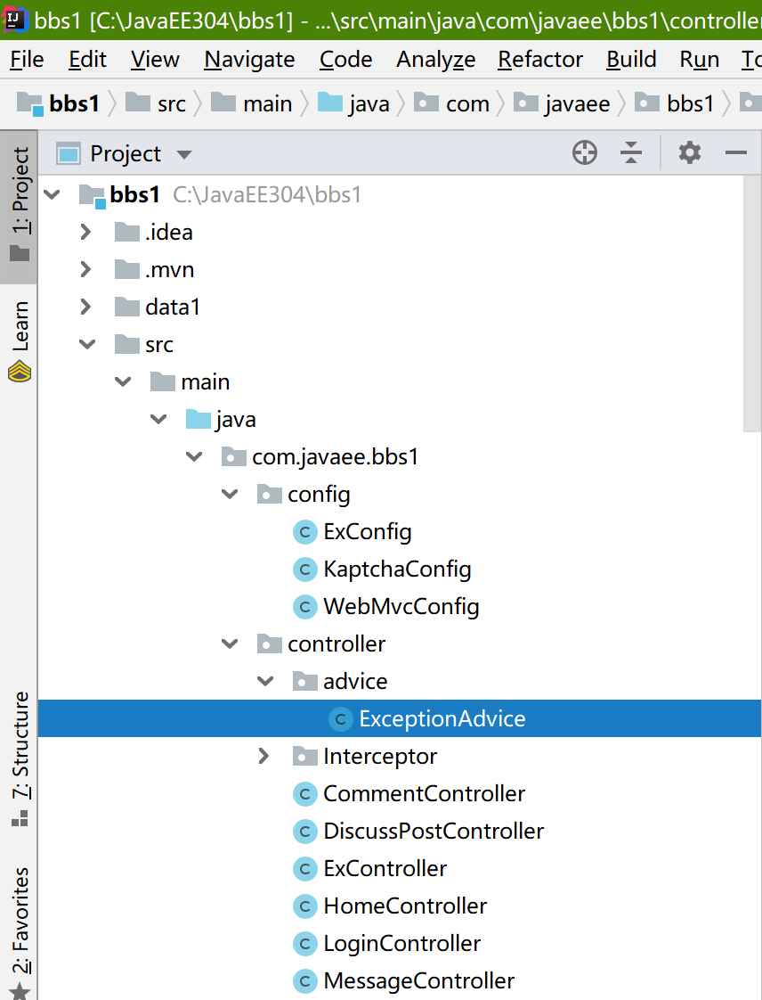 IJ bbs1 [C:\JavaEE304\bbs1] - ...\src\main\java\com\javaee\bbs1\controller
File Edit View Navigate Code Analyze Refactor Build Run To
bbs1 src main java com javaee bbs1
1: Project
Project
bbs1 C:\JavaEE304\bbs1
.idea
.mvn
data1
Learn
src
main
java
com.javaee.bbs1
config
C ExConfig
C KaptchaConfig
C WebMvcConfig
controller
advice
7: Structure
C ExceptionAdvice
Interceptor
C CommentController
C DiscussPostController
2: Favorites
C ExController
C HomeController
C LoginController
C MessageController